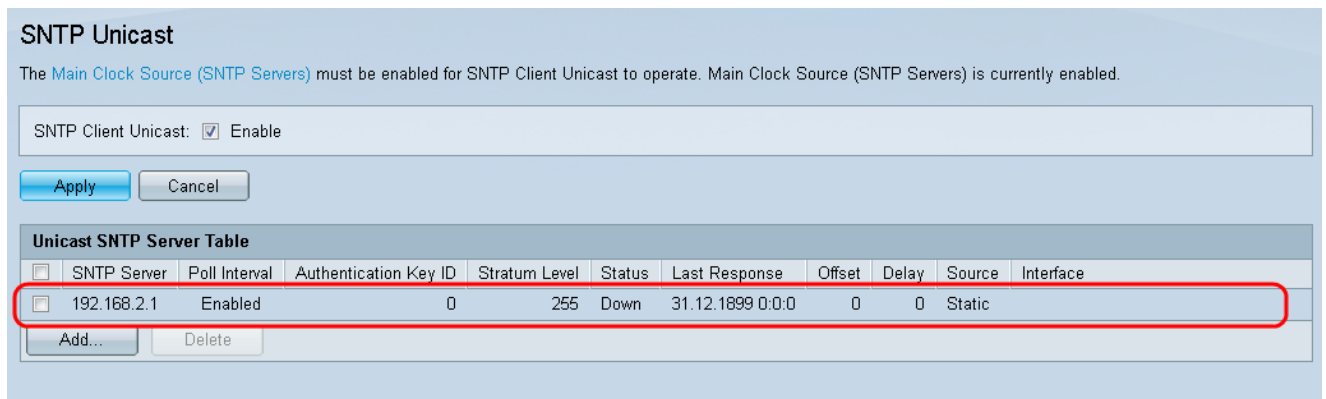 SNTP Unicast
The Main Clock Source (SNTP Servers) must be enabled for SNTP Client Unicast to operate. Main Clock Source (SNTP Servers) is currently enabled.
SNTP Client Unicast: Enable
Apply Cancel
Unicast SNTP Server Table
SNTP Server Poll Interval Authentication Key ID Stratum Level Status Last Response Offset Delay Source Interface
192.168.2.1 Enabled 0 255 Down 31.12.1899 0:0:0 0 0 Static
Add... Delete